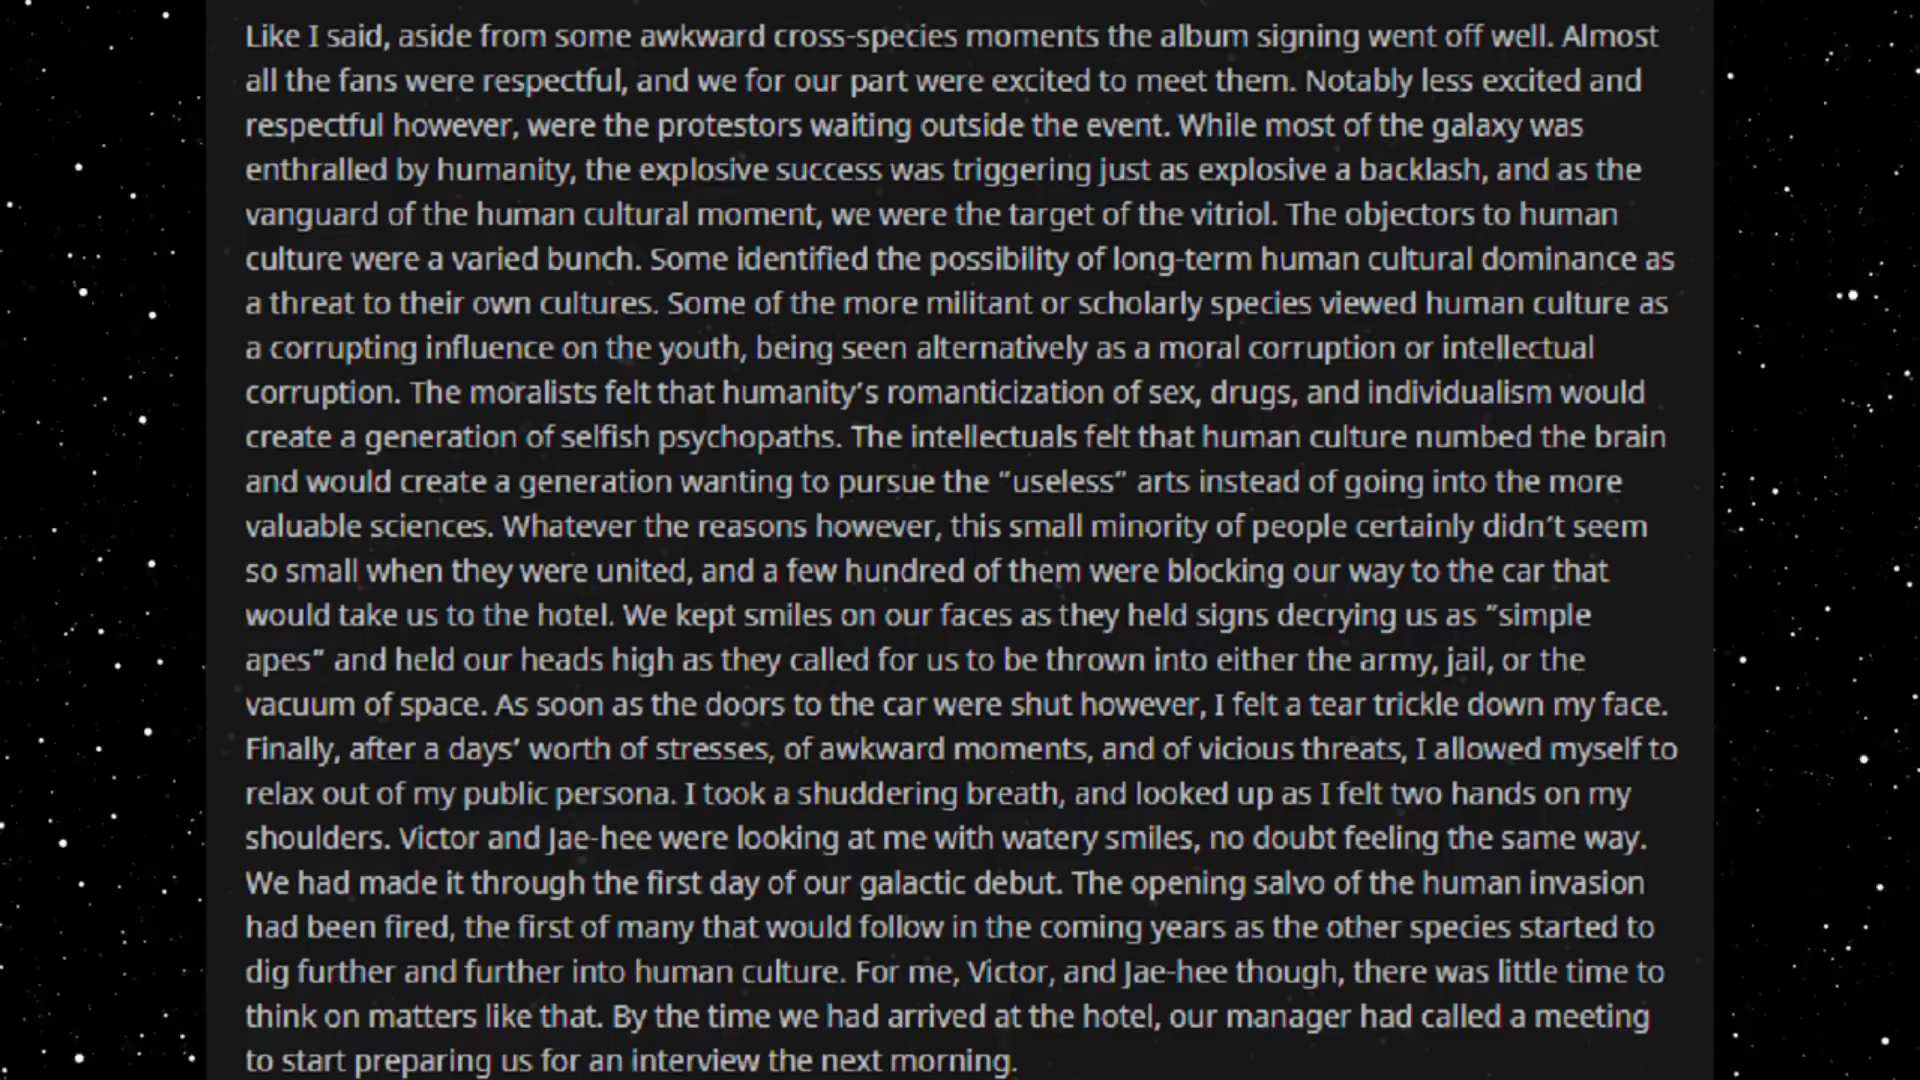 Like I said, aside from some awkward cross-species moments the album signing went off well. Almost
all the fans were respectful, and we for our part were excited to meet them. Notably less excited and
respectful however, were the protestors waiting outside the event. While most of the galaxy was
enthralled by humanity, the explosive success was triggering just as explosive a backlash, and as the
vanguard of the human cultural moment, we were the target of the vitriol. The objectors to human
culture were a varied bunch. Some identified the possibility of long-term human cultural dominance as
a threat to their own cultures. Some of the more militant or scholarly species viewed human culture as
a corrupting influence on the youth, being seen alternatively as a moral corruption or intellectual
corruption. The moralists felt that humanity’s romanticization of sex, drugs, and individualism would
create a generation of selfish psychopaths. The intellectuals felt that human culture numbed the brain
and would create a generation wanting to pursue the “useless” arts instead of going into the more
valuable sciences. Whatever the reasons however, this small minority of people certainly didn’t seem
so small when they were united, and a few hundred of them were blocking our way to the car that
would take us to the hotel. We kept smiles on our faces as they held signs decrying us as ”simple
apes” and held our heads high as they called for us to be thrown into either the army, jail, or the
vacuum of space. As soon as the doors to the car were shut however, I felt a tear trickle down my face.
Finally, after a days’ worth of stresses, of awkward moments, and of vicious threats, I allowed myself to
relax out of my public persona. I took a shuddering breath, and looked up as I felt two hands on my
shoulders. Victor and Jae-hee were looking at me with watery smiles, no doubt feeling the same way.
We had made it through the first day of our galactic debut. The opening salvo of the human invasion
had been fired, the first of many that would follow in the coming years as the other species started to
dig further and further into human culture. For me, Victor, and Jae-hee though, there was little time to
think on matters like that. By the time we had arrived at the hotel, our manager had called a meeting
to start preparing us for an interview the next morning.